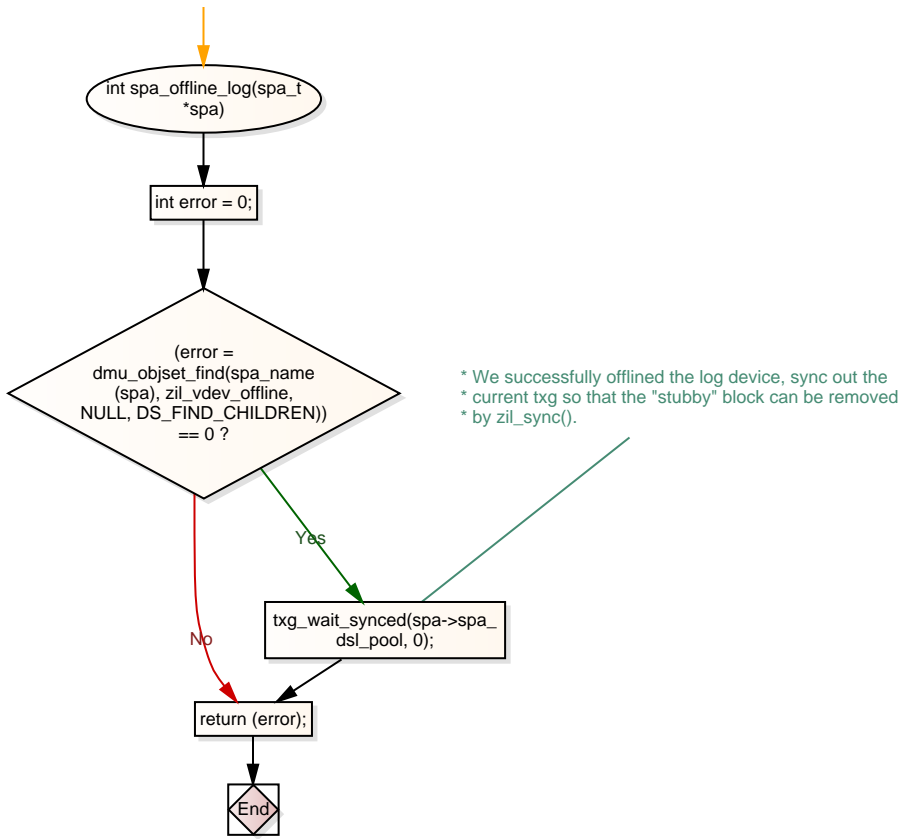 int spa_offline_log(spa_t
*spa)
int error = 0;
(error =
dmu_objset_find(spa_name
(spa), zil_vdev_offline,
NULL, DS_FIND_CHILDREN))
== 0 ?
* We successfully offlined the log device, sync out the
* current txg so that the "stubby" block can be removed
* by zil_sync().
Yes
txg_wait_synced(spa->spa_
dsl_pool, 0);
No
return (error);
End